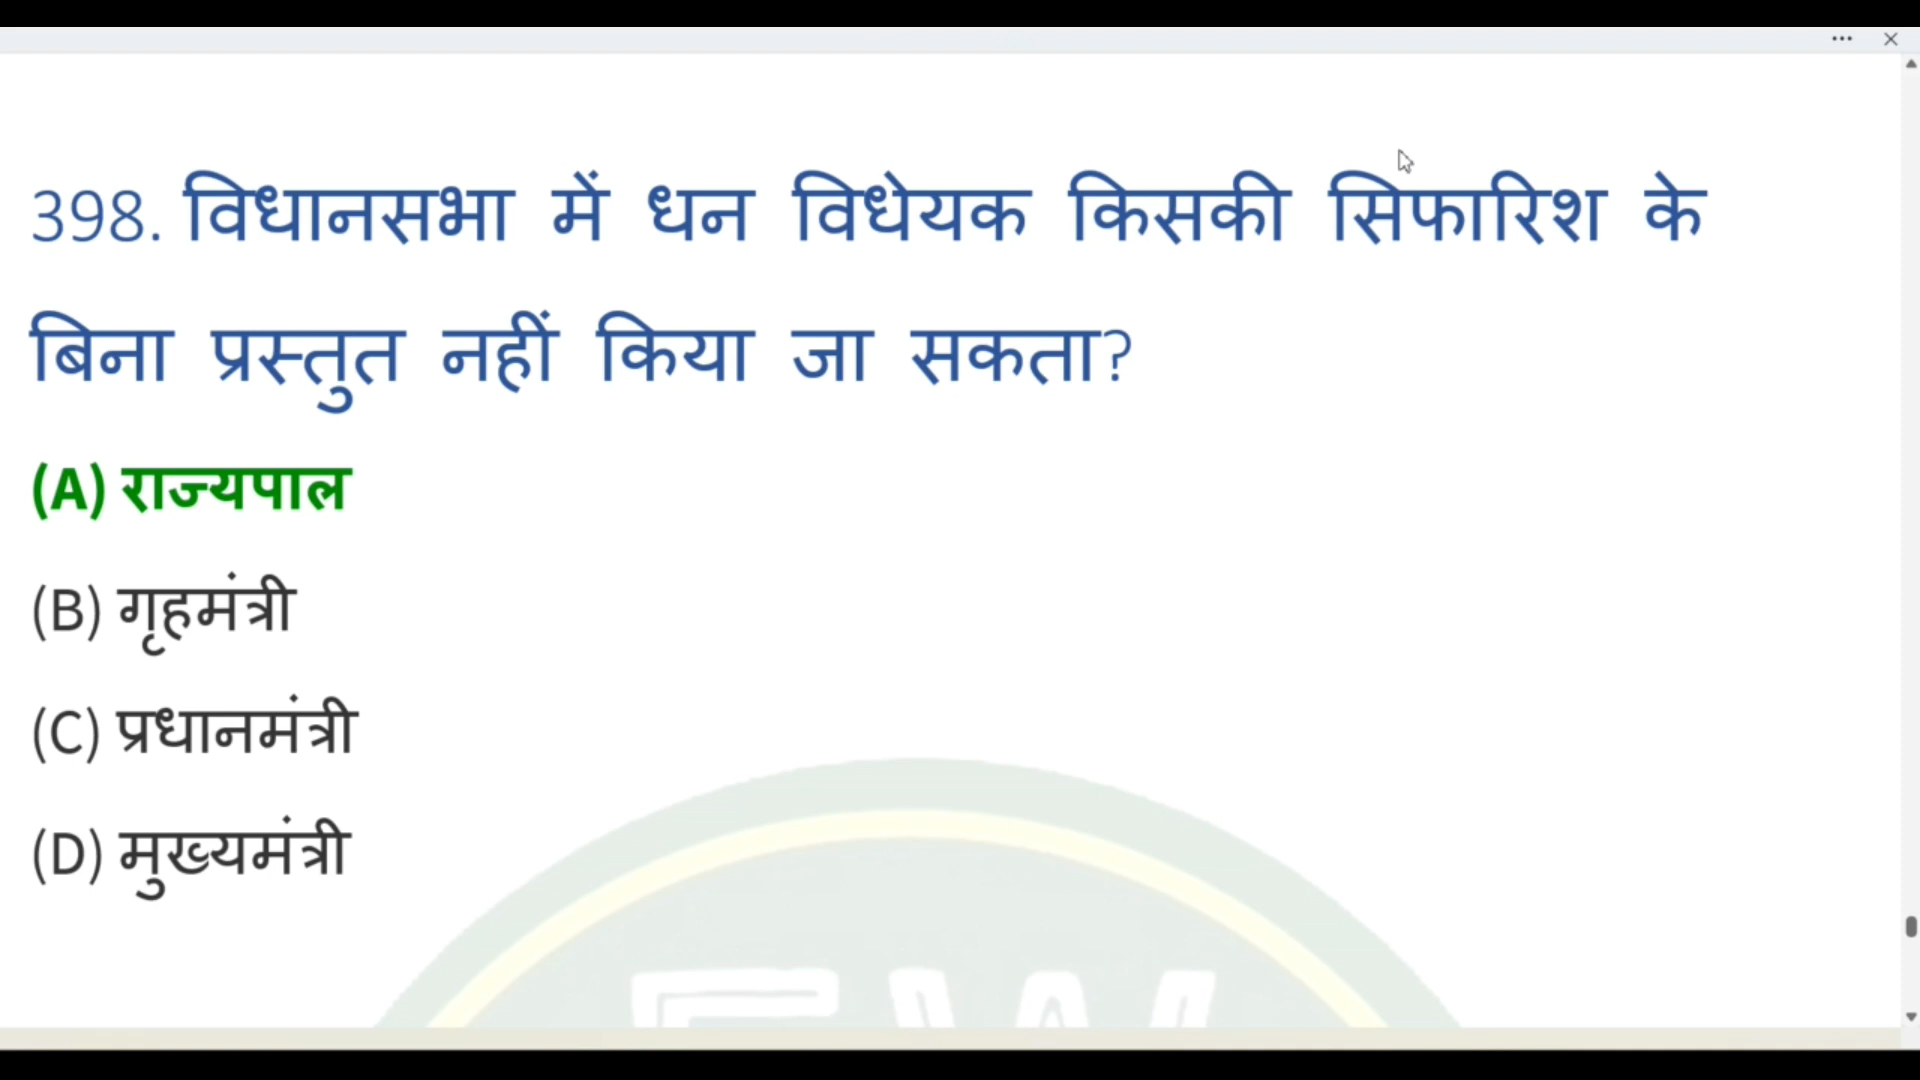 398. विधानसभा में धन विधेयक किसकी सिफारिश के
बिना प्रस्तुत नहीं किया जा सकता?
(A) राज्यपाल
(B) गृहमंत्री
(C) प्रधानमंत्री
(D) मुख्यमंत्री